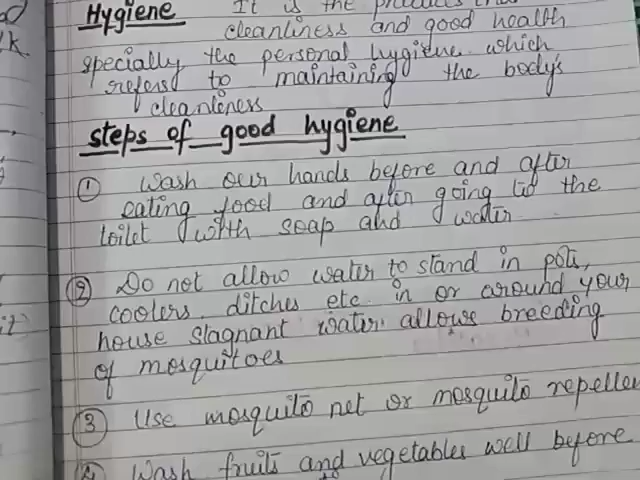 Hygiene It is the practices that
cleanliness and good health
specially the personal hygiene which
refers to maintaining the body's
cleanliness
steps of good hygiene
① Wash our hands before and after
eating food and after going to the
toilet with soap and water.
② Do not allow water to stand in pots,
coolers, ditches etc. in or around your
house stagnant water allows breeding
of mosquitoes
③ Use mosquito net or mosquito repeller
④ Wash fruits and vegetables well before